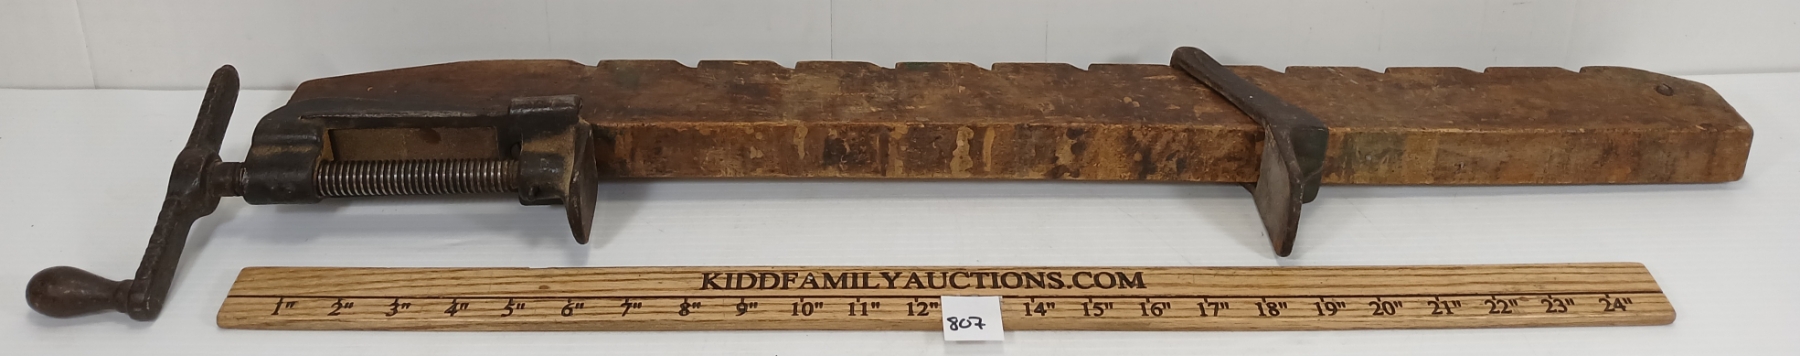 KIDDFAMILYAUCTIONS.COM
1" 2" 3" 4" 5" 6" 7" 8" 9" 10" 11" 12" 14" 15" 16" 17" 18" 19" 20" 21" 22" 23" 24"
807